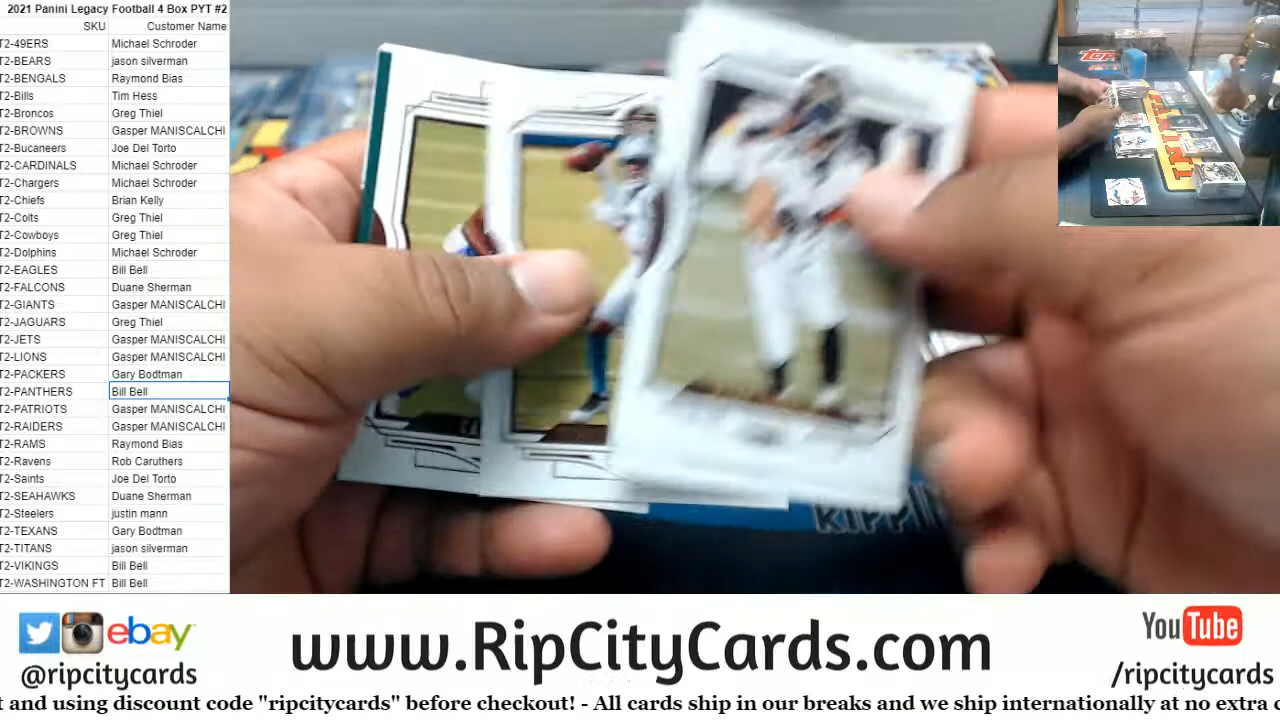 2021 Panini Legacy Football 4 Box PYT #2
SKU Customer Name
T2-49ERS Michael Schroder
T2-BEARS jason silverman
T2-BENGALS Raymond Bias
T2-Bills Tim Hess
T2-Broncos Greg Thiel
T2-BROWNS Gasper MANISCALCHI
T2-Bucaneers Joe Del Torto
T2-CARDINALS Michael Schroder
T2-Chargers Michael Schroder
T2-Chiefs Brian Kelly
T2-Colts Greg Thiel
T2-Cowboys Greg Thiel
T2-Dolphins Michael Schroder
T2-EAGLES Bill Bell
T2-FALCONS Duane Sherman
T2-GIANTS Gasper MANISCALCHI
T2-JAGUARS Greg Thiel
T2-JETS Gasper MANISCALCHI
T2-LIONS Gasper MANISCALCHI
T2-PACKERS Gary Bodtman
T2-PANTHERS Bill Bell
T2-PATRIOTS Gasper MANISCALCHI
T2-RAIDERS Gasper MANISCALCHI
T2-RAMS Raymond Bias
T2-Ravens Rob Caruthers
T2-Saints Joe Del Torto
T2-SEAHAWKS Duane Sherman
T2-Steelers justin mann
T2-TEXANS Gary Bodtman
T2-TITANS jason silverman
T2-VIKINGS Bill Bell
T2-WASHINGTON FT Bill Bell
Topps
PANINI
RIPPI
ebay
@ripcitycards
www.RipCityCards.com
YouTube
/ripcitycards
t and using discount code "ripcitycards" before checkout! - All cards ship in our breaks and we ship internationally at no extra c